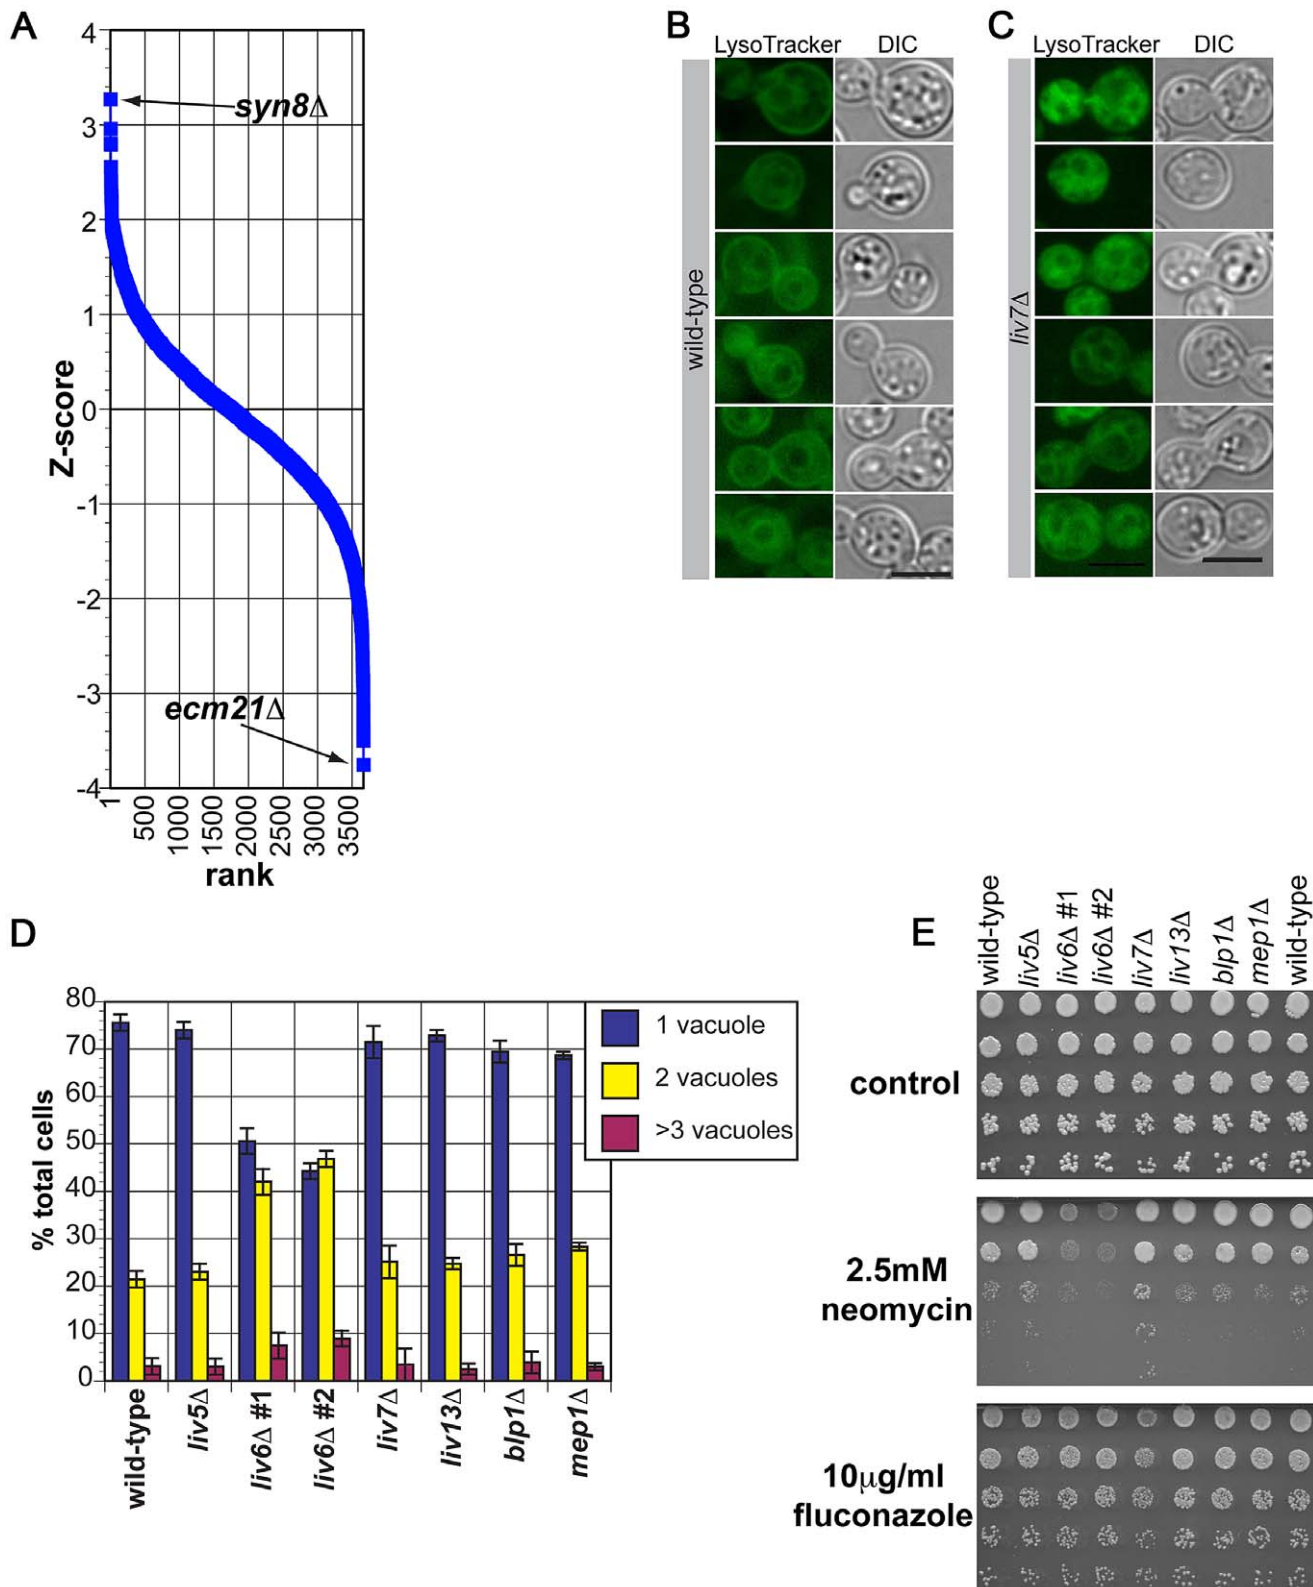 A
4
3
2
1
0
-1
-2
-3
-4
Z-score
syn8Δ
ecm21Δ
1
500
1000
1500
2000
2500
3000
3500
rank
B
LysoTracker DIC
wild-type
C
LysoTracker DIC
liv7Δ
D
80
70
60
50
40
30
20
10
0
% total cells
1 vacuole
2 vacuoles
>3 vacuoles
wild-type
liv5Δ
liv6Δ #1
liv6Δ #2
liv7Δ
liv13Δ
blp1Δ
mep1Δ
E
wild-type
liv5Δ
liv6Δ #1
liv6Δ #2
liv7Δ
liv13Δ
blp1Δ
mep1Δ
wild-type
control
2.5mM
neomycin
10µg/ml
fluconazole